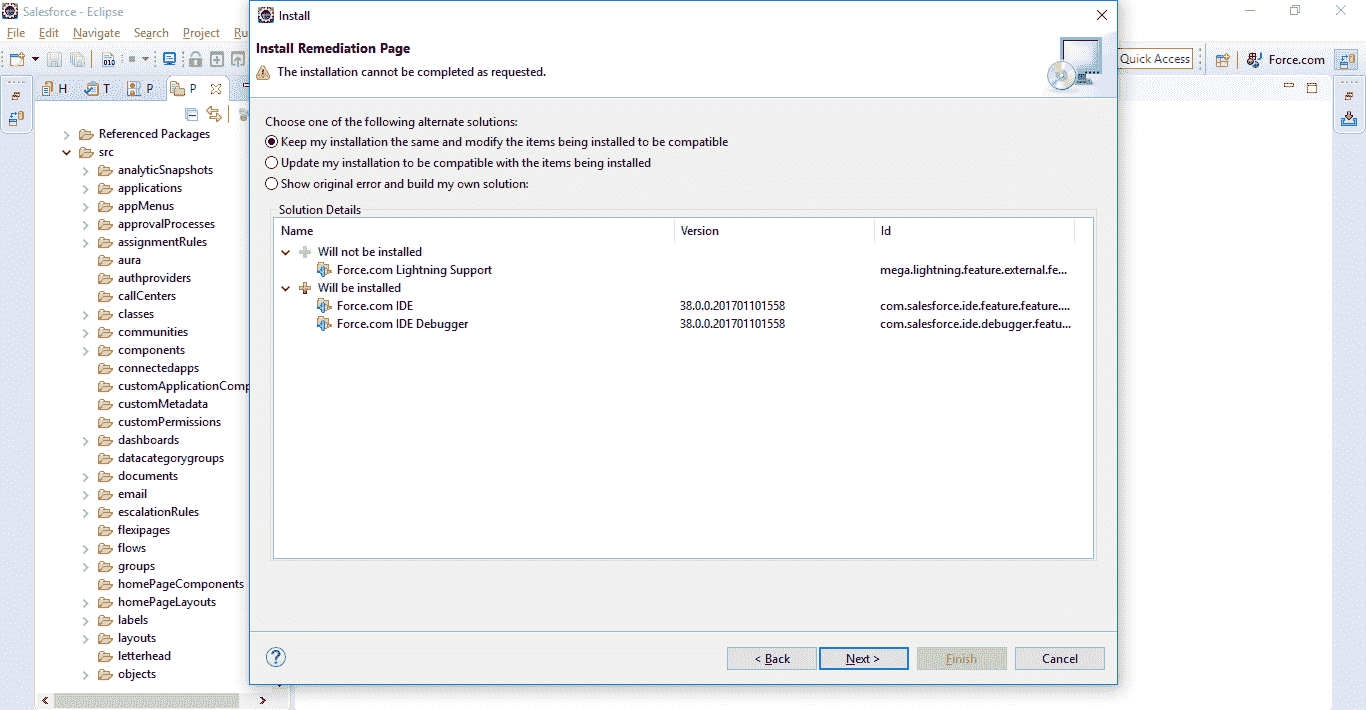 Salesforce - Eclipse
File Edit Navigate Search Project Ru
Quick Access
Force.com
H T P P
Referenced Packages
src
analyticSnapshots
applications
appMenus
approvalProcesses
assignmentRules
aura
authproviders
callCenters
classes
communities
components
connectedapps
customApplicationComp
customMetadata
customPermissions
dashboards
datacategorygroups
documents
email
escalationRules
flexipages
flows
groups
homePageComponents
homePageLayouts
labels
layouts
letterhead
objects
Install
Install Remediation Page
The installation cannot be completed as requested.
Choose one of the following alternate solutions:
Keep my installation the same and modify the items being installed to be compatible
Update my installation to be compatible with the items being installed
Show original error and build my own solution:
Solution Details
Name Version Id
Will not be installed
Force.com Lightning Support mega.lightning.feature.external.fe...
Will be installed
Force.com IDE 38.0.0.201701101558 com.salesforce.ide.feature.feature....
Force.com IDE Debugger 38.0.0.201701101558 com.salesforce.ide.debugger.featu...
? < Back Next > Finish Cancel